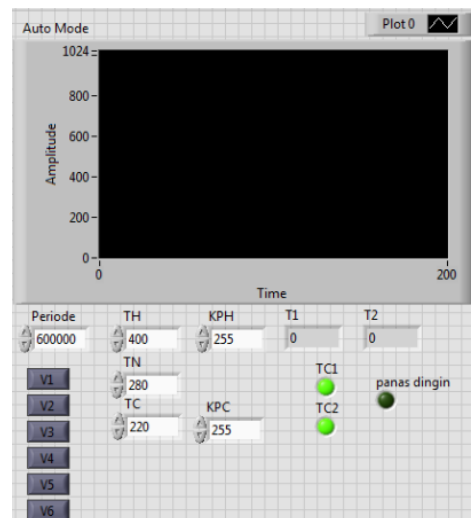 Auto Mode
Plot 0
1024
800
600
400
200
0
Amplitude
0
200
Time
Periode TH KPH T1 T2
600000 400 255 0 0
TN
280
TC KPC
220 255
TC1
TC2
panas dingin
V1
V2
V3
V4
V5
V6